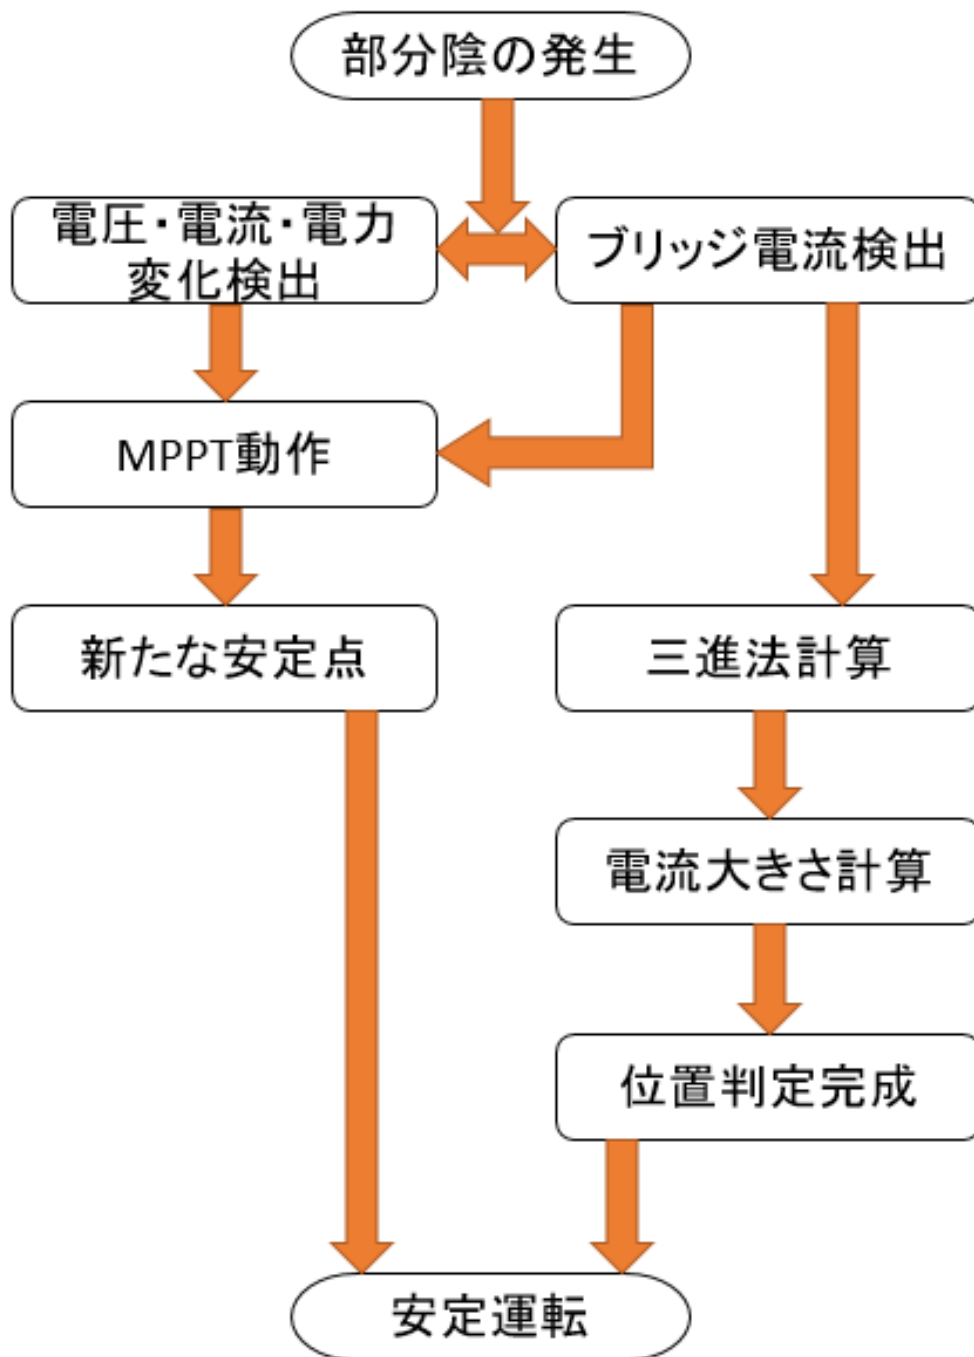 部分陰の発生
電圧・電流・電力
変化検出
ブリッジ電流検出
MPPT動作
新たな安定点
三進法計算
電流大きさ計算
位置判定完成
安定運転